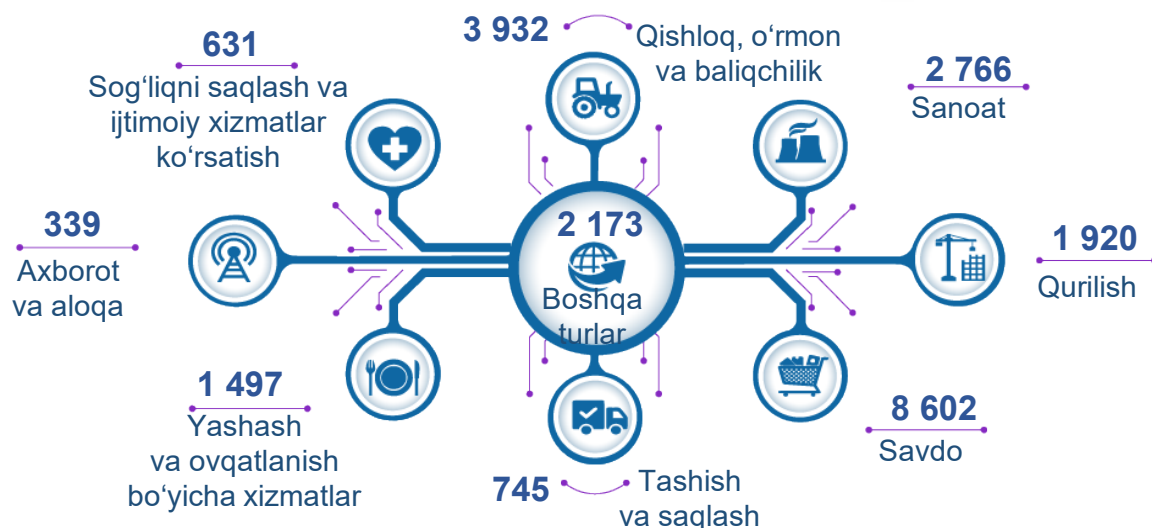 3 932
Qishloq, o‘rmon
va baliqchilik
631
Sog‘liqni saqlash va
ijtimoiy xizmatlar
ko‘rsatish
2 766
Sanoat
339
Axborot
va aloqa
2 173
Boshqa
turlar
1 920
Qurilish
1 497
Yashash
va ovqatlanish
bo‘yicha xizmatlar
8 602
Savdo
745
Tashish
va saqlash